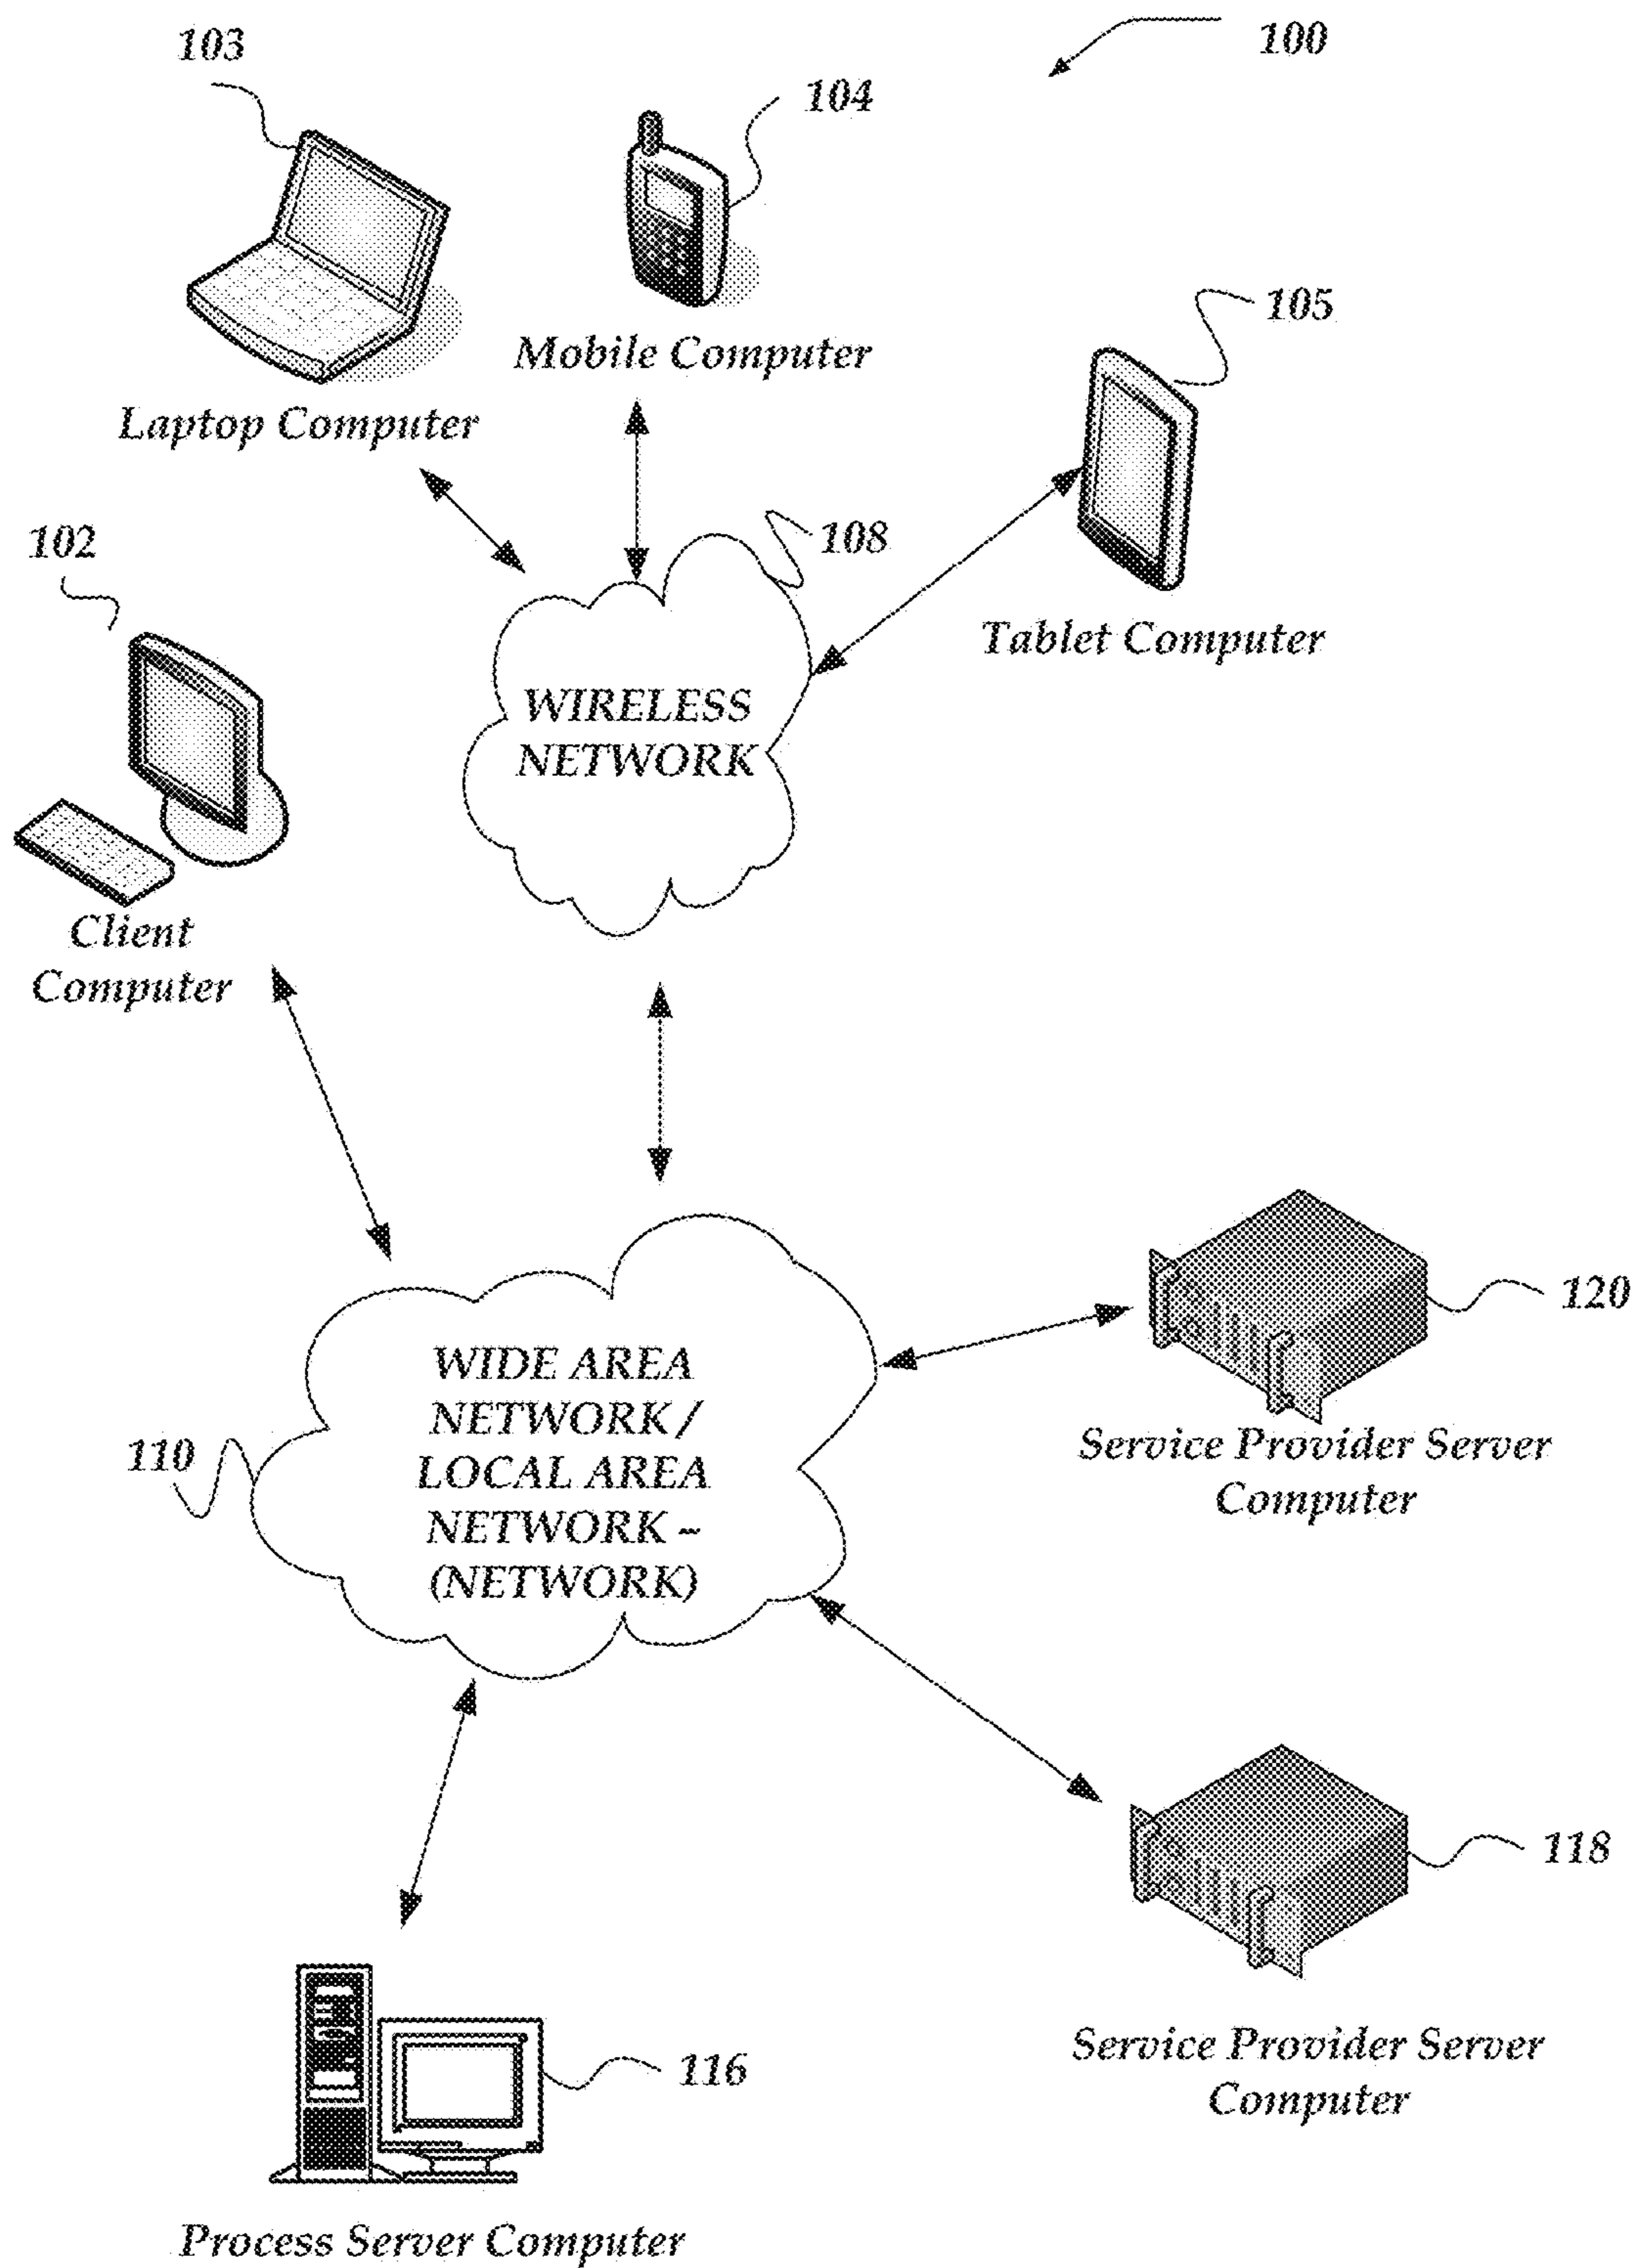 103
100
104
Mobile Computer
Laptop Computer
105
102
108
Tablet Computer
WIRELESS
NETWORK
Client
Computer
120
WIDE AREA
NETWORK /
LOCAL AREA
NETWORK –
(NETWORK)
110
Service Provider Server
Computer
118
Service Provider Server
Computer
116
Process Server Computer